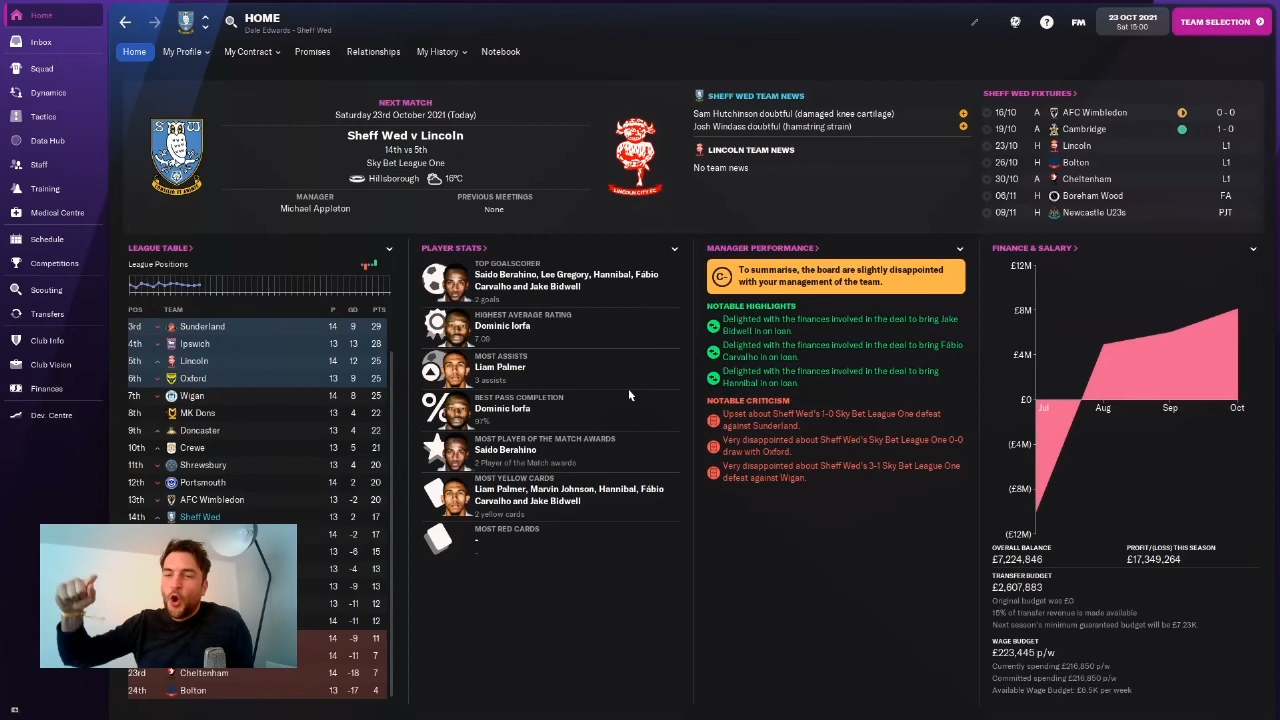 Home
HOME
Dale Edwards - Sheff Wed
FM
23 OCT 2021
Sat 15:00
TEAM SELECTION
Home
My Profile
My Contract
Promises
Relationships
My History
Notebook
Inbox
Squad
Dynamics
Tactics
Data Hub
Staff
Training
Medical Centre
Schedule
Competitions
Scouting
Transfers
Club Info
Club Vision
Finances
Dev. Centre
NEXT MATCH
Saturday 23rd October 2021 (Today)
Sheff Wed v Lincoln
14th vs 5th
Sky Bet League One
Hillsborough 16°C
MANAGER
Michael Appleton
PREVIOUS MEETINGS
None
LINCOLN CITY FC
SHEFF WED TEAM NEWS
Sam Hutchinson doubtful (damaged knee cartilage)
Josh Windass doubtful (hamstring strain)
LINCOLN TEAM NEWS
No team news
SHEFF WED FIXTURES >
16/10 A AFC Wimbledon 0 - 0
19/10 A Cambridge 1 - 0
23/10 H Lincoln L1
26/10 H Bolton L1
30/10 A Cheltenham L1
06/11 H Boreham Wood FA
09/11 H Newcastle U23s PJT
LEAGUE TABLE >
League Positions
POS TEAM P GD PTS
3rd Sunderland 14 9 29
4th Ipswich 13 13 28
5th Lincoln 14 12 25
6th Oxford 13 9 25
7th Wigan 14 8 25
8th MK Dons 13 4 22
9th Doncaster 13 4 22
10th Crewe 13 5 21
11th Shrewsbury 13 4 20
12th Portsmouth 14 2 20
13th AFC Wimbledon 13 -2 20
14th Sheff Wed 13 2 17
14 -2 17
13 -6 15
13 -4 13
13 -9 13
13 -11 12
14 -11 12
14 -9 11
14 -11 7
23rd Cheltenham 14 -18 7
24th Bolton 13 -17 4
PLAYER STATS >
TOP GOALSCORER
Saido Berahino, Lee Gregory, Hannibal, Fábio
Carvalho and Jake Bidwell
2 goals
HIGHEST AVERAGE RATING
Dominic Iorfa
7.09
MOST ASSISTS
Liam Palmer
3 assists
BEST PASS COMPLETION
Dominic Iorfa
97%
MOST PLAYER OF THE MATCH AWARDS
Saido Berahino
2 Player of the Match awards
MOST YELLOW CARDS
Liam Palmer, Marvin Johnson, Hannibal, Fábio
Carvalho and Jake Bidwell
2 yellow cards
MOST RED CARDS
-
-
MANAGER PERFORMANCE >
C-
To summarise, the board are slightly disappointed
with your management of the team.
NOTABLE HIGHLIGHTS
Delighted with the finances involved in the deal to bring Jake
Bidwell in on loan.
Delighted with the finances involved in the deal to bring Fábio
Carvalho in on loan.
Delighted with the finances involved in the deal to bring
Hannibal in on loan.
NOTABLE CRITICISM
Upset about Sheff Wed's 1-0 Sky Bet League One defeat
against Sunderland.
Very disappointed about Sheff Wed's Sky Bet League One 0-0
draw with Oxford.
Very disappointed about Sheff Wed's 3-1 Sky Bet League One
defeat against Wigan.
FINANCE & SALARY >
£12M
£8M
£4M
£0
(£4M)
(£8M)
(£12M)
Jul Aug Sep Oct
OVERALL BALANCE
£7,224,846
PROFIT/(LOSS) THIS SEASON
£17,349,264
TRANSFER BUDGET
£2,607,883
Original budget was £0
15% of transfer revenue is made available
Next season's minimum guaranteed budget will be £7.23K.
WAGE BUDGET
£223,445 p/w
Currently spending £216,850 p/w
Committed spending £216,850 p/w
Available Wage Budget: £6.5K per week